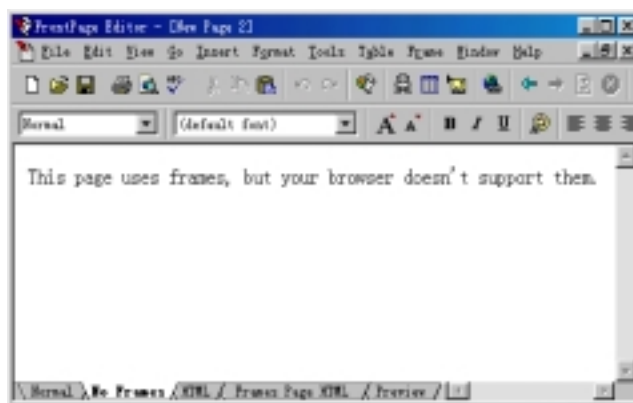 FrontPage Editor - [New Page 2]
File Edit View Go Insert Format Tools Table Frame Window Help
Normal (default font) A A B I U
This page uses frames, but your browser doesn't support them.
Normal No Frames HTML Frames Page HTML Preview